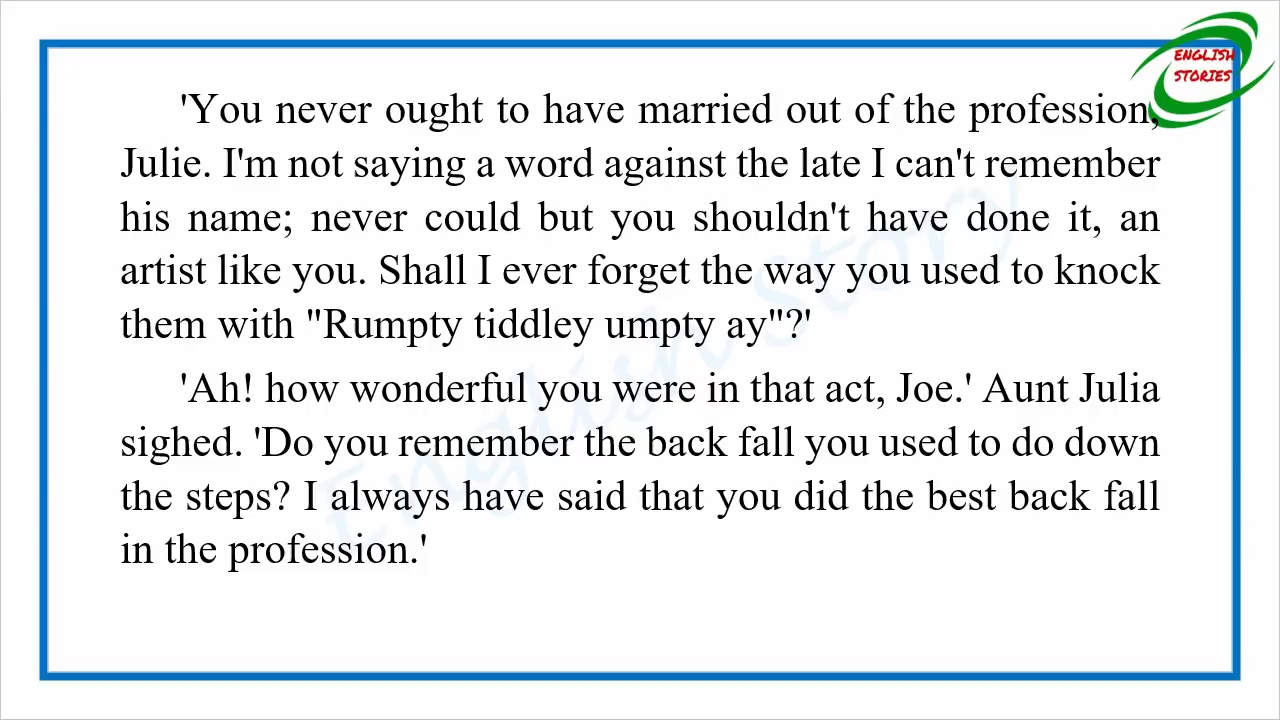 ENGLISH
STORIES
'You never ought to have married out of the profession,
Julie. I'm not saying a word against the late I can't remember
his name; never could but you shouldn't have done it, an
artist like you. Shall I ever forget the way you used to knock
them with "Rumpty tiddley umpty ay"?'
'Ah! how wonderful you were in that act, Joe.' Aunt Julia
sighed. 'Do you remember the back fall you used to do down
the steps? I always have said that you did the best back fall
in the profession.'
English Story